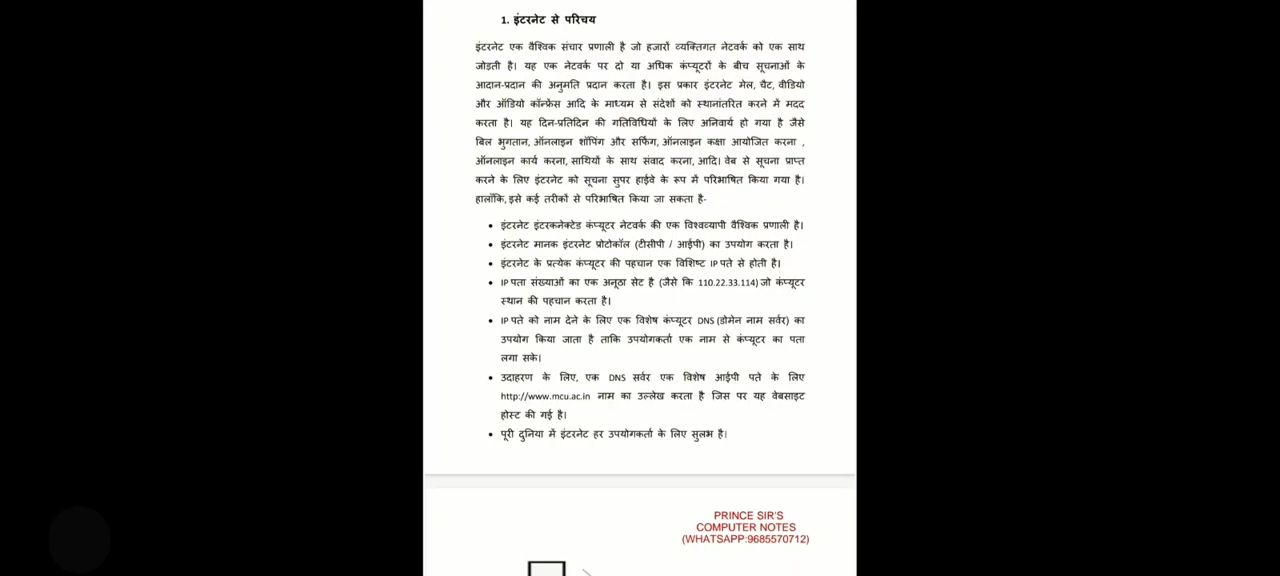 1. इंटरनेट से परिचय
इंटरनेट एक वैश्विक संचार प्रणाली है जो हजारों व्यक्तिगत नेटवर्क को एक साथ
जोड़ती है। यह एक नेटवर्क पर दो या अधिक कंप्यूटरों के बीच सूचनाओं के
आदान-प्रदान की अनुमति प्रदान करता है। इस प्रकार इंटरनेट मेल, चैट, वीडियो
और ऑडियो कॉन्फ्रेंस आदि के माध्यम से संदेशों को स्थानांतरित करने में मदद
करता है। यह दिन-प्रतिदिन की गतिविधियों के लिए अनिवार्य हो गया है जैसे
बिल भुगतान, ऑनलाइन शॉपिंग और सर्फिंग, ऑनलाइन कक्षा आयोजित करना ,
ऑनलाइन कार्य करना, साथियों के साथ संवाद करना, आदि। वेब से सूचना प्राप्त
करने के लिए इंटरनेट को सूचना सुपर हाईवे के रूप में परिभाषित किया गया है।
हालाँकि, इसे कई तरीकों से परिभाषित किया जा सकता है-
• इंटरनेट इंटरकनेक्टेड कंप्यूटर नेटवर्क की एक विश्वव्यापी वैश्विक प्रणाली है।
• इंटरनेट मानक इंटरनेट प्रोटोकॉल (टीसीपी / आईपी) का उपयोग करता है।
• इंटरनेट के प्रत्येक कंप्यूटर की पहचान एक विशिष्ट IP पते से होती है।
• IP पता संख्याओं का एक अनूठा सेट है (जैसे कि 110.22.33.114) जो कंप्यूटर
स्थान की पहचान करता है।
• IP पते को नाम देने के लिए एक विशेष कंप्यूटर DNS (डोमेन नाम सर्वर) का
उपयोग किया जाता है ताकि उपयोगकर्ता एक नाम से कंप्यूटर का पता
लगा सके।
• उदाहरण के लिए, एक DNS सर्वर एक विशेष आईपी पते के लिए
http://www.mcu.ac.in नाम का उल्लेख करता है जिस पर यह वेबसाइट
होस्ट की गई है।
• पूरी दुनिया में इंटरनेट हर उपयोगकर्ता के लिए सुलभ है।
PRINCE SIR'S
COMPUTER NOTES
(WHATSAPP:9685570712)